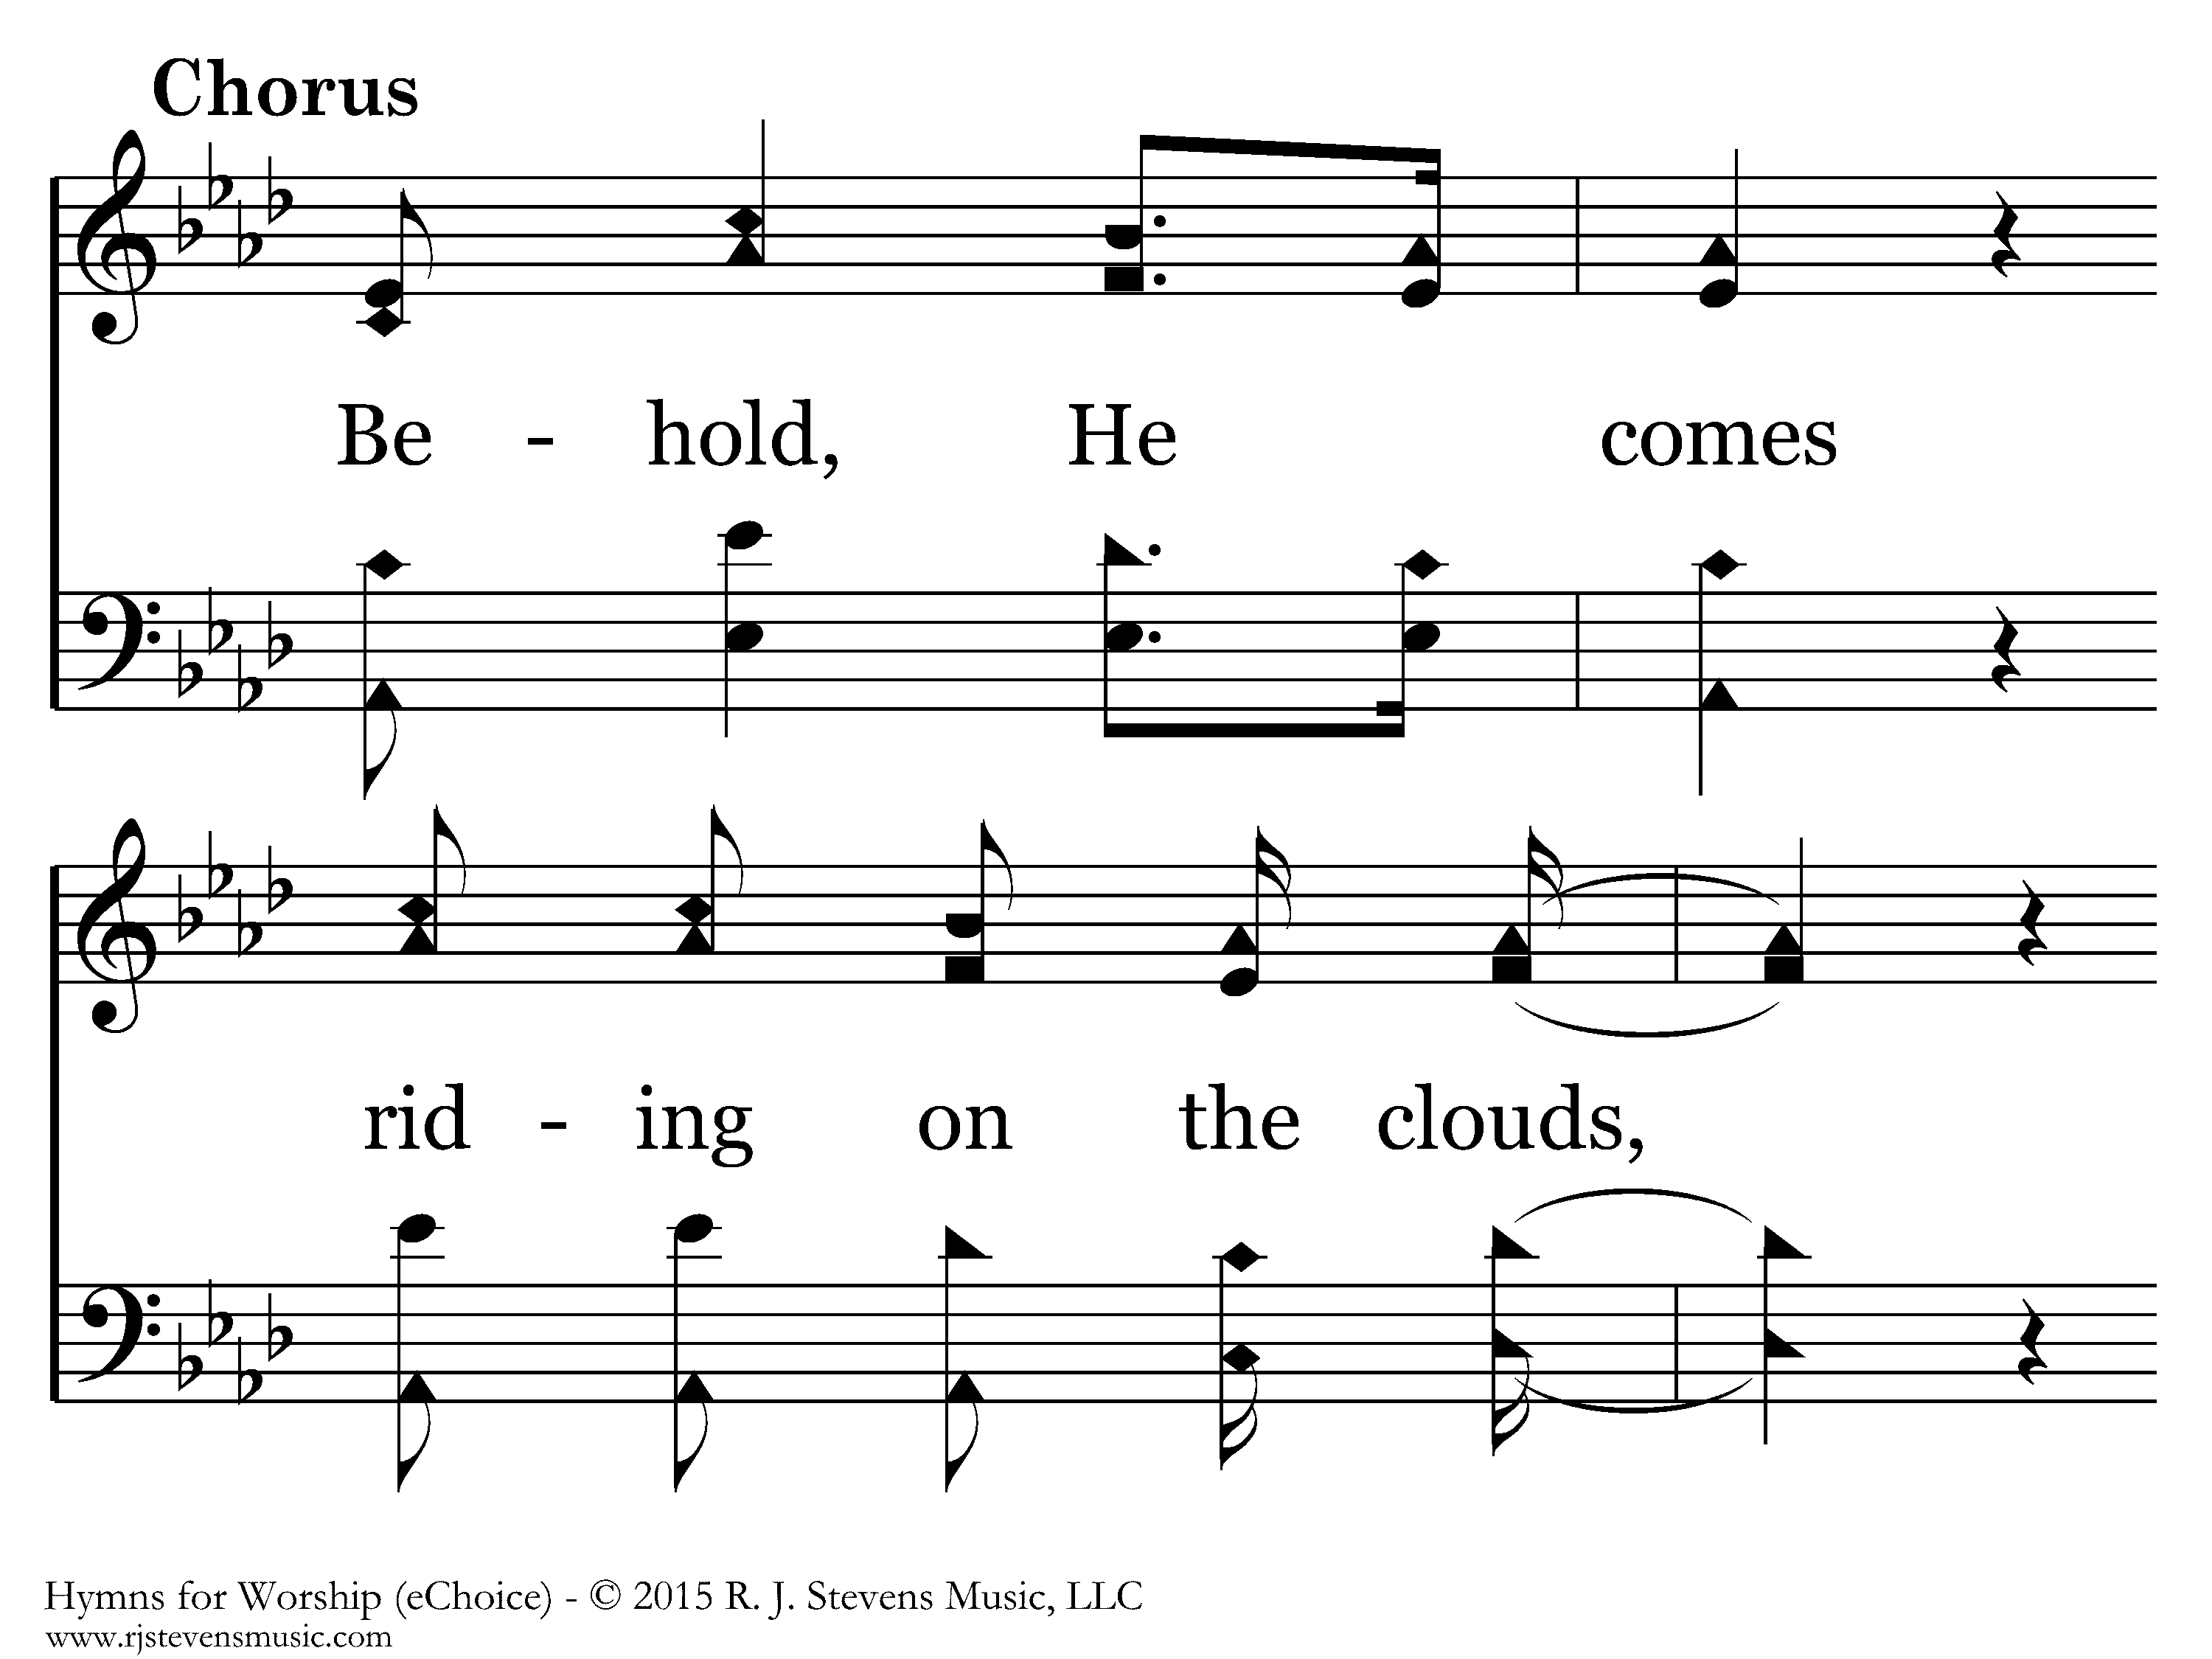 Chorus
Be - hold, He comes
rid - ing on the clouds,
Hymns for Worship (eChoice) - © 2015 R. J. Stevens Music, LLC
www.rjstevensmusic.com